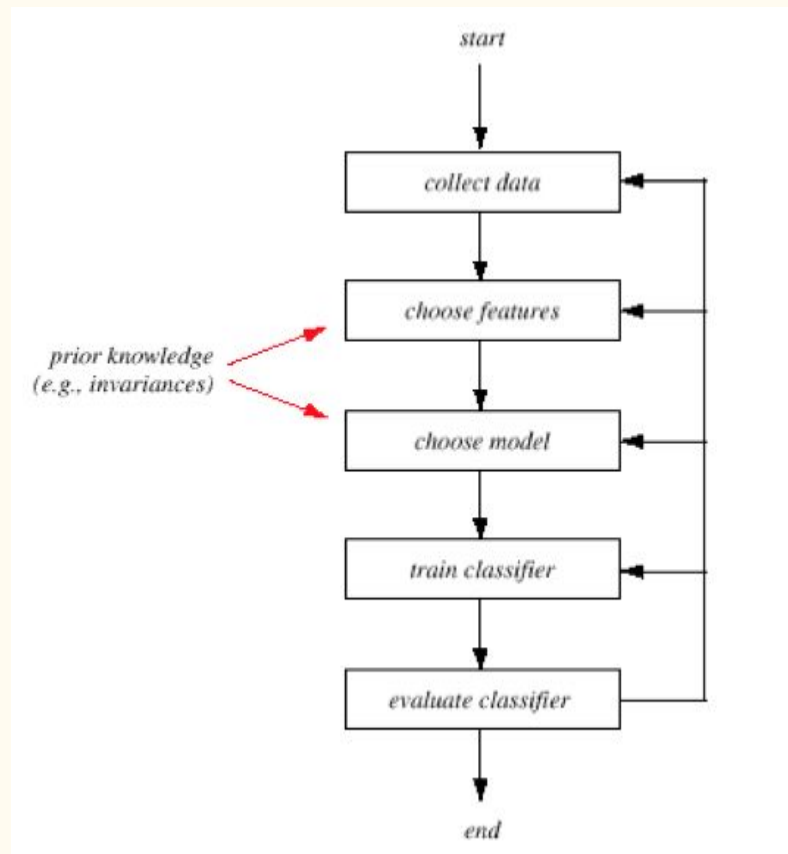 start
collect data
choose features
prior knowledge
(e.g., invariances)
choose model
train classifier
evaluate classifier
end